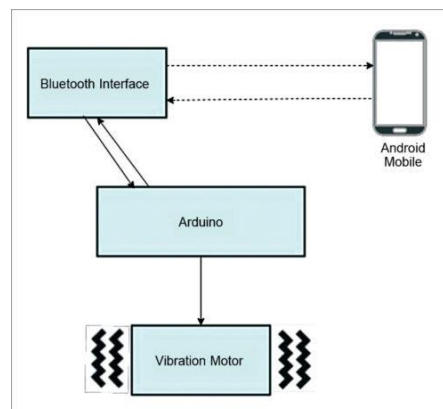 Bluetooth Interface
Android
Mobile
Arduino
Vibration Motor